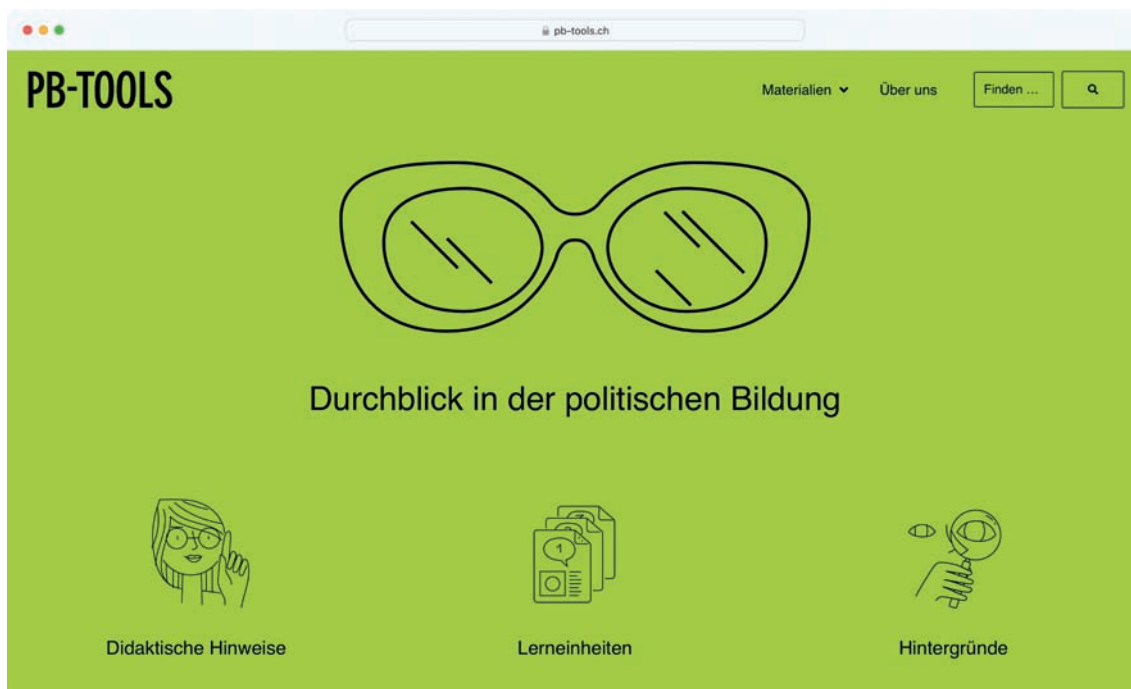 pb-tools.ch
PB-TOOLS
Materialien
Über uns
Finden ...
Durchblick in der politischen Bildung
1
2
Didaktische Hinweise
Lerneinheiten
Hintergründe